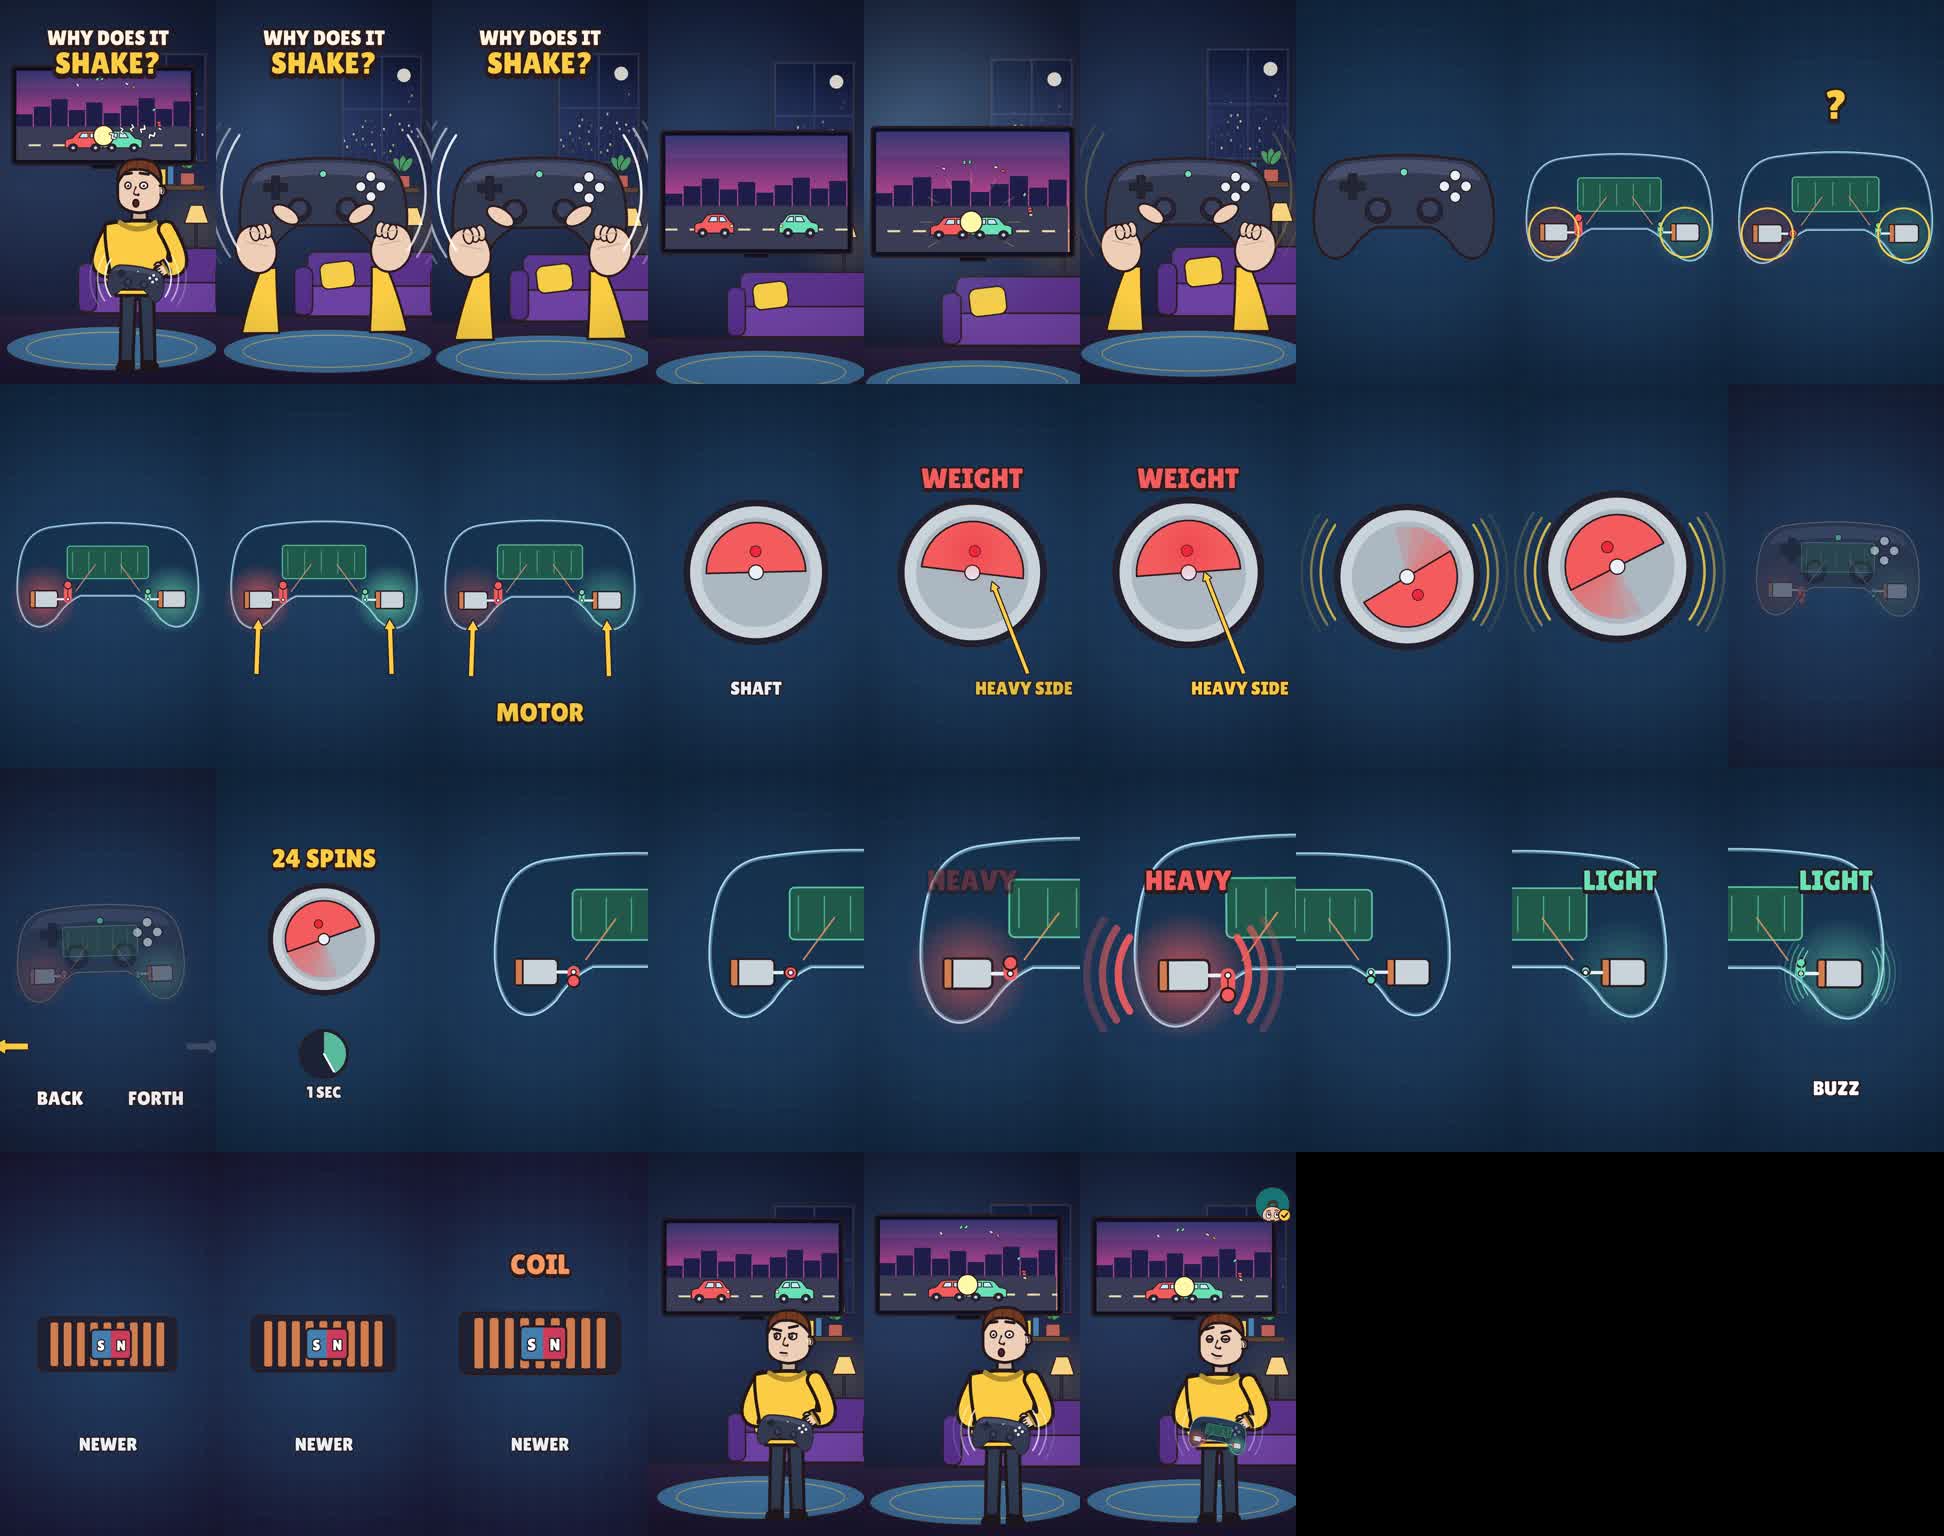 WHY DOES IT
SHAKE?
WHY DOES IT
SHAKE?
WHY DOES IT
SHAKE?
?
MOTOR
SHAFT
WEIGHT
HEAVY SIDE
WEIGHT
HEAVY SIDE
BACK
FORTH
24 SPINS
1 SEC
HEAVY
HEAVY
LIGHT
LIGHT
BUZZ
S N
NEWER
S N
NEWER
COIL
S N
NEWER